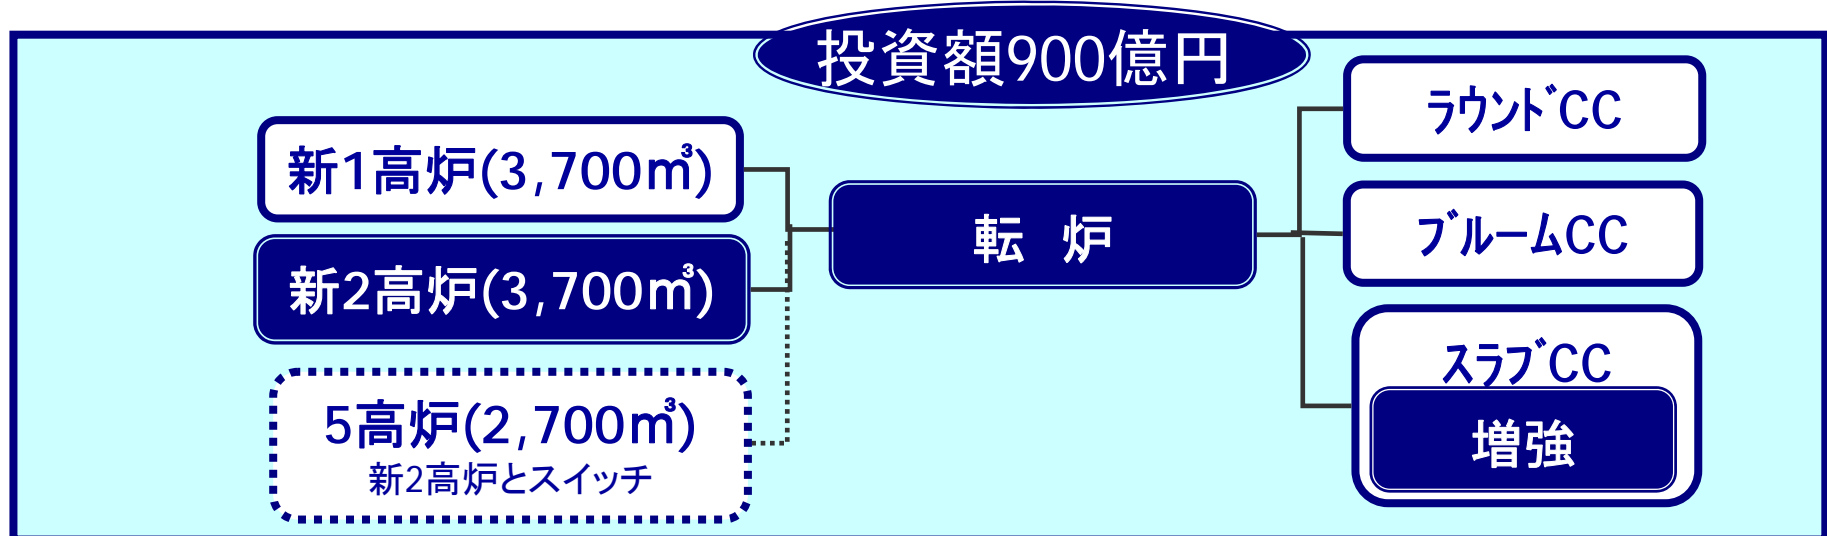 投資額900億円
新1高炉(3,700㎥)
新2高炉(3,700㎥)
5高炉(2,700㎥)
新2高炉とスイッチ
転　炉
ﾗｳﾝﾄﾞCC
ﾌﾞﾙｰﾑCC
ｽﾗﾌﾞCC
増強